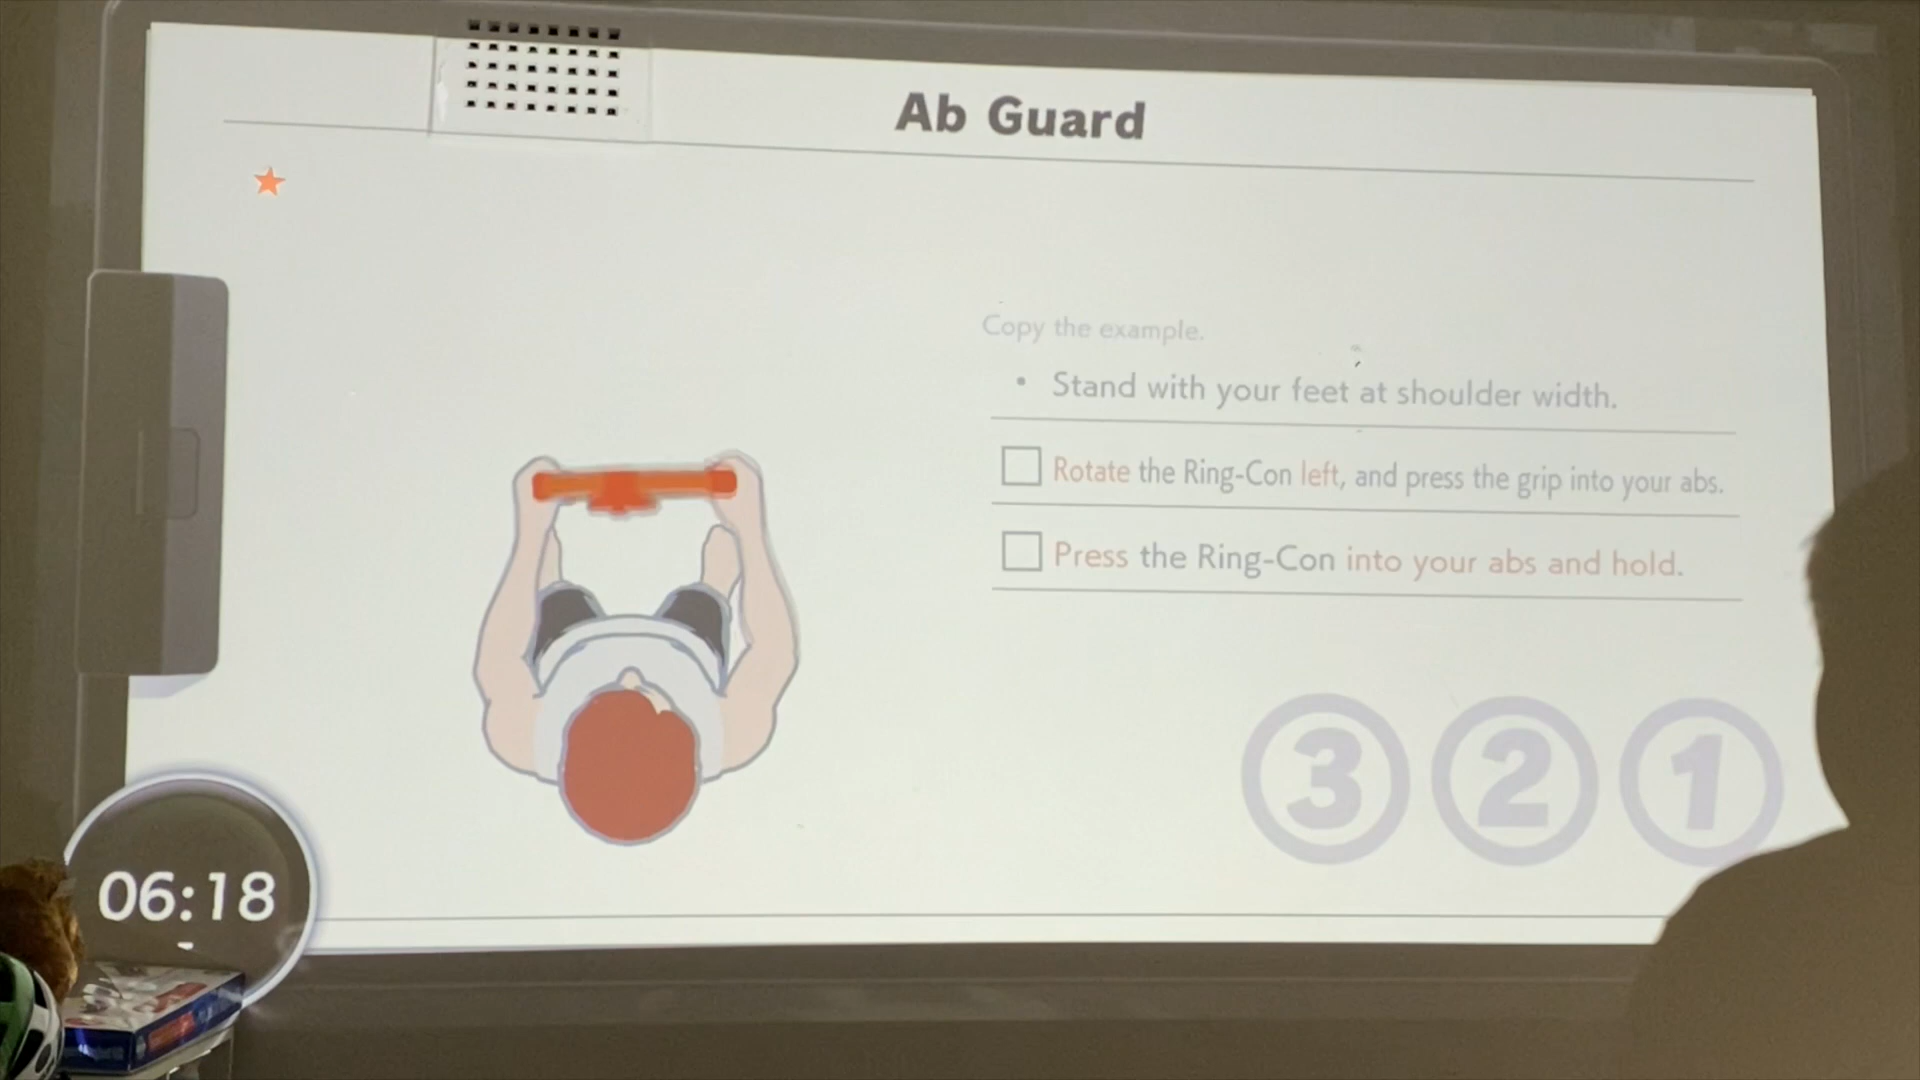 Ab Guard
Copy the example.
• Stand with your feet at shoulder width.
Rotate the Ring-Con left, and press the grip into your abs.
Press the Ring-Con into your abs and hold.
3 2 1
06:18